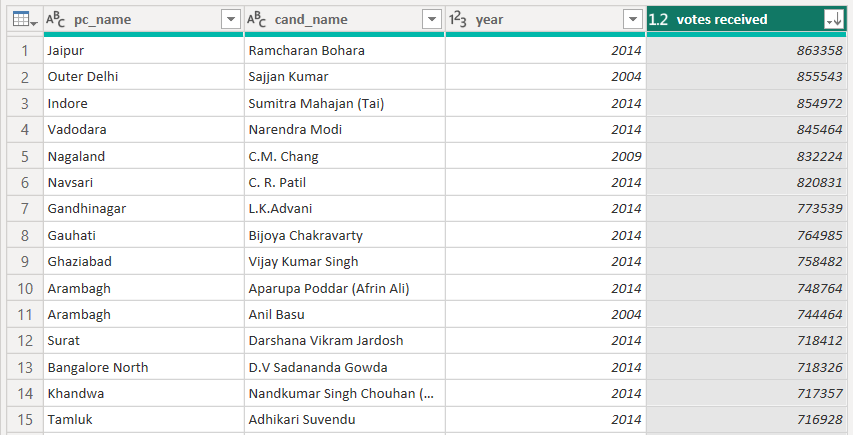 ABC pc_name ABC cand_name 123 year 1.2 votes received
1 Jaipur Ramcharan Bohara 2014 863358
2 Outer Delhi Sajjan Kumar 2004 855543
3 Indore Sumitra Mahajan (Tai) 2014 854972
4 Vadodara Narendra Modi 2014 845464
5 Nagaland C.M. Chang 2009 832224
6 Navsari C. R. Patil 2014 820831
7 Gandhinagar L.K.Advani 2014 773539
8 Gauhati Bijoya Chakravarty 2014 764985
9 Ghaziabad Vijay Kumar Singh 2014 758482
10 Arambagh Aparupa Poddar (Afrin Ali) 2014 748764
11 Arambagh Anil Basu 2004 744464
12 Surat Darshana Vikram Jardosh 2014 718412
13 Bangalore North D.V Sadananda Gowda 2014 718326
14 Khandwa Nandkumar Singh Chouhan (... 2014 717357
15 Tamluk Adhikari Suvendu 2014 716928